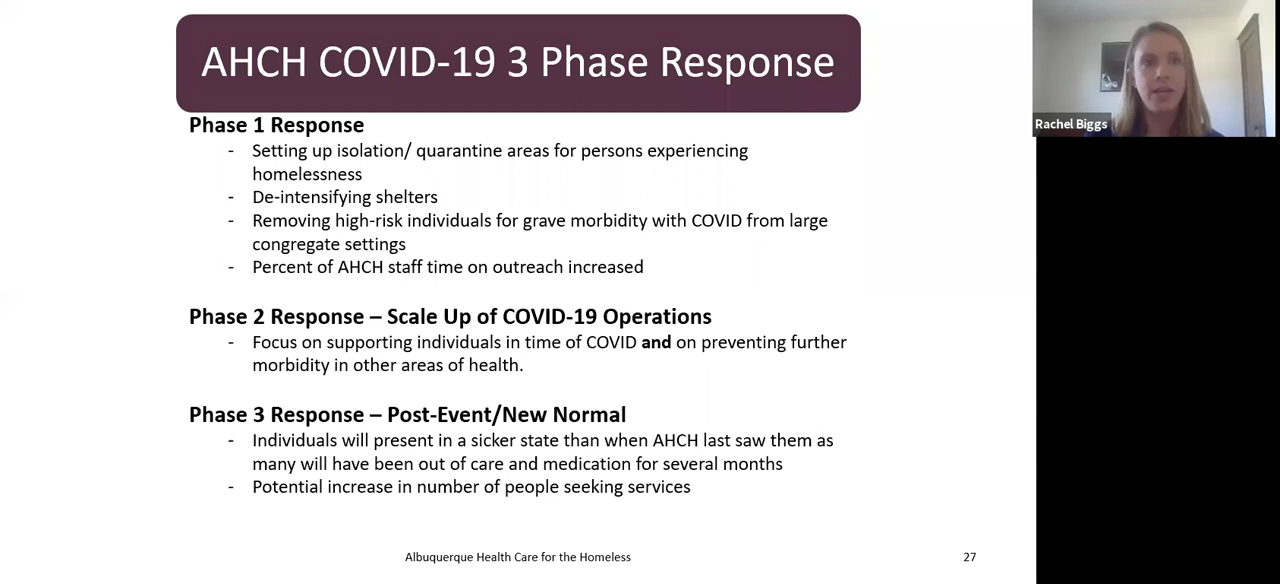 AHCH COVID-19 3 Phase Response
Rachel Biggs
Phase 1 Response
- Setting up isolation/ quarantine areas for persons experiencing
homelessness
- De-intensifying shelters
- Removing high-risk individuals for grave morbidity with COVID from large
congregate settings
- Percent of AHCH staff time on outreach increased
Phase 2 Response – Scale Up of COVID-19 Operations
- Focus on supporting individuals in time of COVID and on preventing further
morbidity in other areas of health.
Phase 3 Response – Post-Event/New Normal
- Individuals will present in a sicker state than when AHCH last saw them as
many will have been out of care and medication for several months
- Potential increase in number of people seeking services
Albuquerque Health Care for the Homeless
27